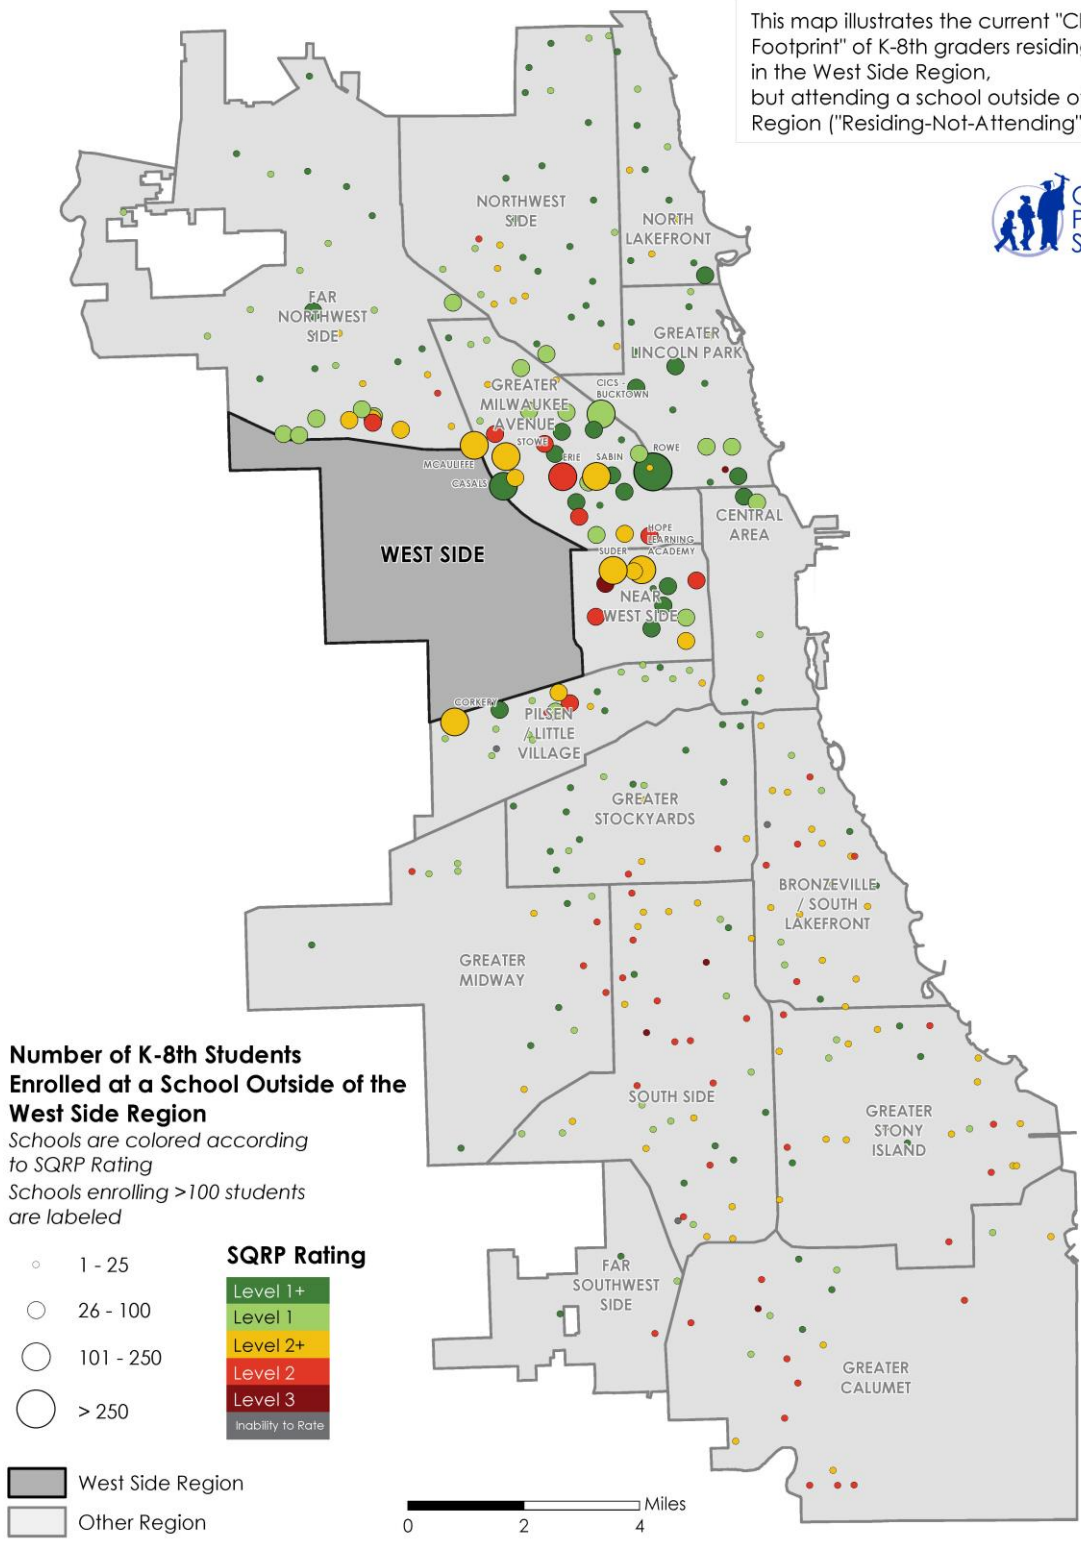 This map illustrates the current "C
Footprint" of K-8th graders residin
in the West Side Region,
but attending a school outside o
Region ("Residing-Not-Attending"
C
P
S
NORTHWEST
SIDE
NORTH
LAKEFRONT
FAR
NORTHWEST
SIDE
GREATER
LINCOLN PARK
GREATER
MILWAUKEE
AVENUE
CICS -
BUCKTOWN
STOWE
MCAULIFFE
CASALS
ERIE
SABIN
ROWE
CENTRAL
AREA
WEST SIDE
HOPE
LEARNING
ACADEMY
SUDER
NEAR
WEST SIDE
CORKERY
PILSEN
/ LITTLE
VILLAGE
GREATER
STOCKYARDS
BRONZEVILLE
/ SOUTH
LAKEFRONT
GREATER
MIDWAY
Number of K-8th Students
Enrolled at a School Outside of the
West Side Region
Schools are colored according
to SQRP Rating
Schools enrolling >100 students
are labeled
1 - 25
26 - 100
101 - 250
> 250
SQRP Rating
Level 1+
Level 1
Level 2+
Level 2
Level 3
Inability to Rate
West Side Region
Other Region
SOUTH SIDE
GREATER
STONY
ISLAND
FAR
SOUTHWEST
SIDE
GREATER
CALUMET
Miles
0 2 4